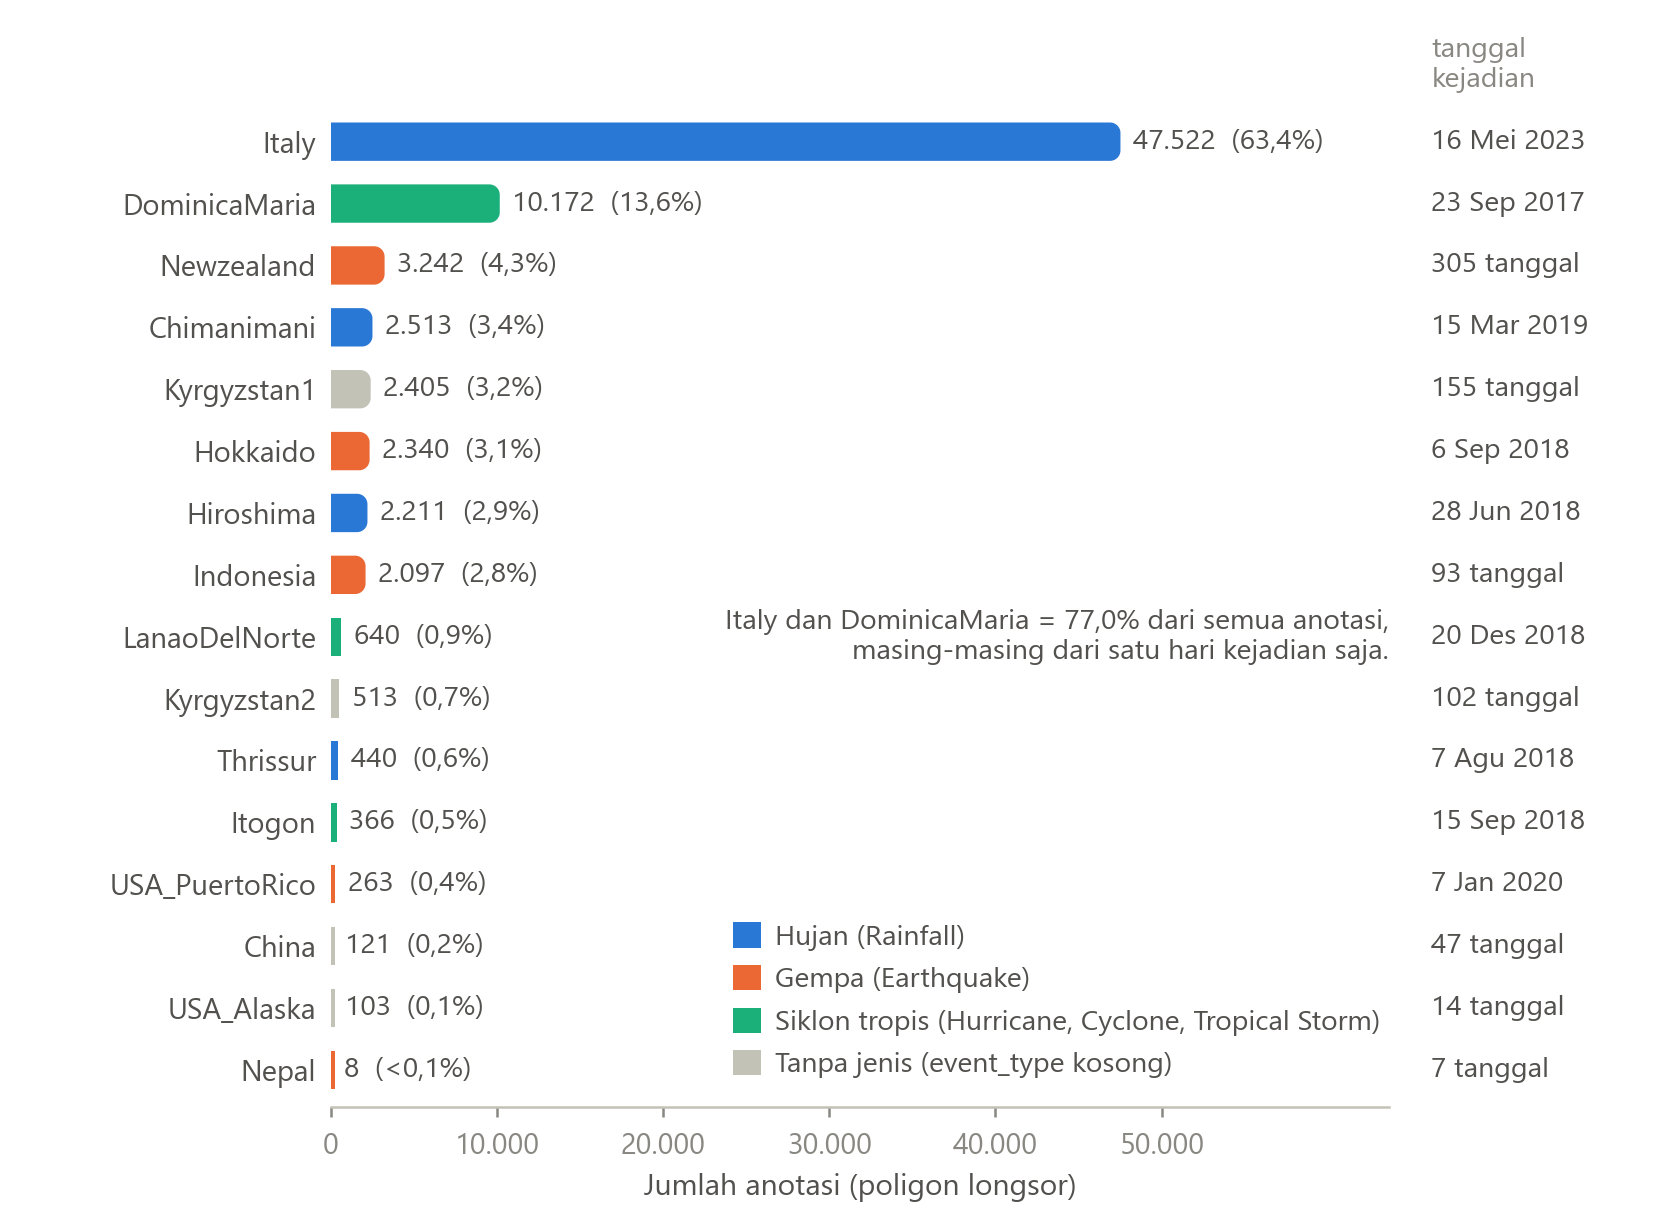 tanggal
kejadian
Italy 47.522 (63,4%) 16 Mei 2023
DominicaMaria 10.172 (13,6%) 23 Sep 2017
Newzealand 3.242 (4,3%) 305 tanggal
Chimanimani 2.513 (3,4%) 15 Mar 2019
Kyrgyzstan1 2.405 (3,2%) 155 tanggal
Hokkaido 2.340 (3,1%) 6 Sep 2018
Hiroshima 2.211 (2,9%) 28 Jun 2018
Indonesia 2.097 (2,8%) 93 tanggal
Italy dan DominicaMaria = 77,0% dari semua anotasi,
masing-masing dari satu hari kejadian saja.
LanaoDelNorte 640 (0,9%) 20 Des 2018
Kyrgyzstan2 513 (0,7%) 102 tanggal
Thrissur 440 (0,6%) 7 Agu 2018
Itogon 366 (0,5%) 15 Sep 2018
USA_PuertoRico 263 (0,4%) 7 Jan 2020
China 121 (0,2%) 47 tanggal
USA_Alaska 103 (0,1%) 14 tanggal
Nepal 8 (<0,1%) 7 tanggal
Hujan (Rainfall)
Gempa (Earthquake)
Siklon tropis (Hurricane, Cyclone, Tropical Storm)
Tanpa jenis (event_type kosong)
0 10.000 20.000 30.000 40.000 50.000
Jumlah anotasi (poligon longsor)